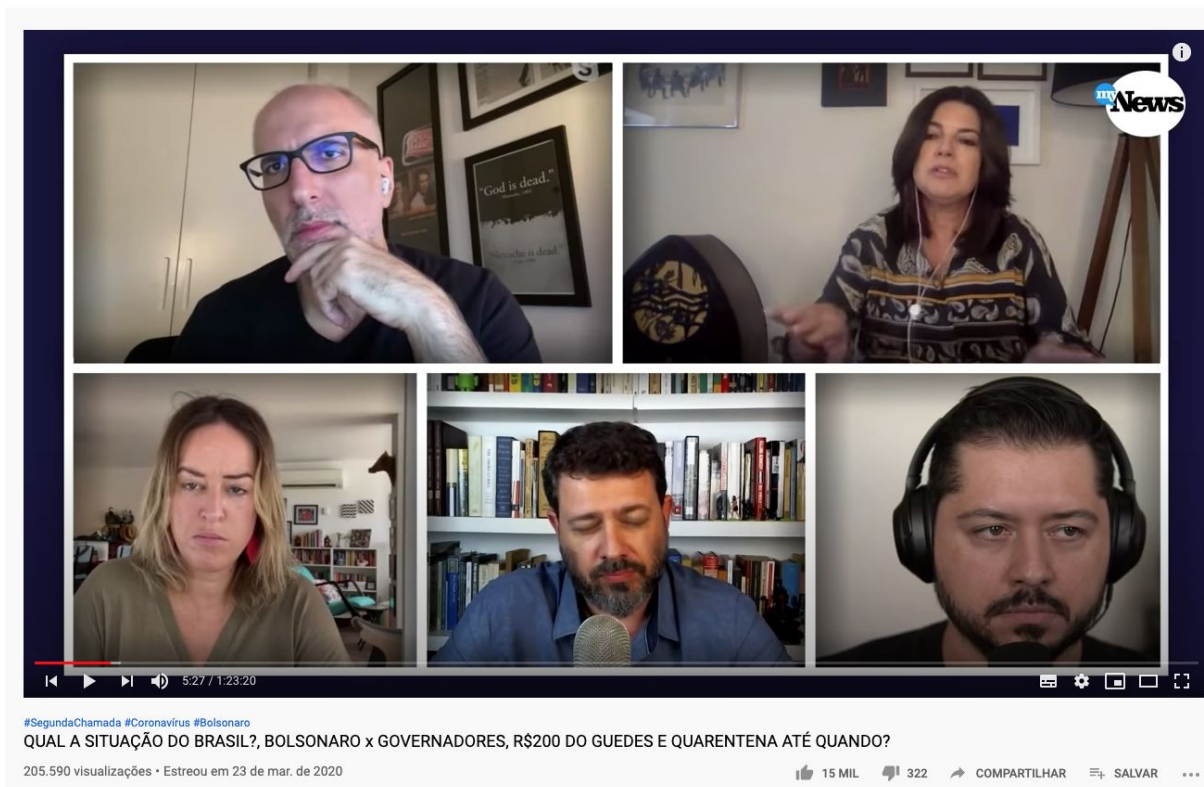 S
my
News
"God is dead."
Nietzsche is dead."
5:27 / 1:23:20
#SegundaChamada #Coronavírus #Bolsonaro
QUAL A SITUAÇÃO DO BRASIL?, BOLSONARO x GOVERNADORES, R$200 DO GUEDES E QUARENTENA ATÉ QUANDO?
205.590 visualizações • Estreou em 23 de mar. de 2020
15 MIL
322
COMPARTILHAR
SALVAR